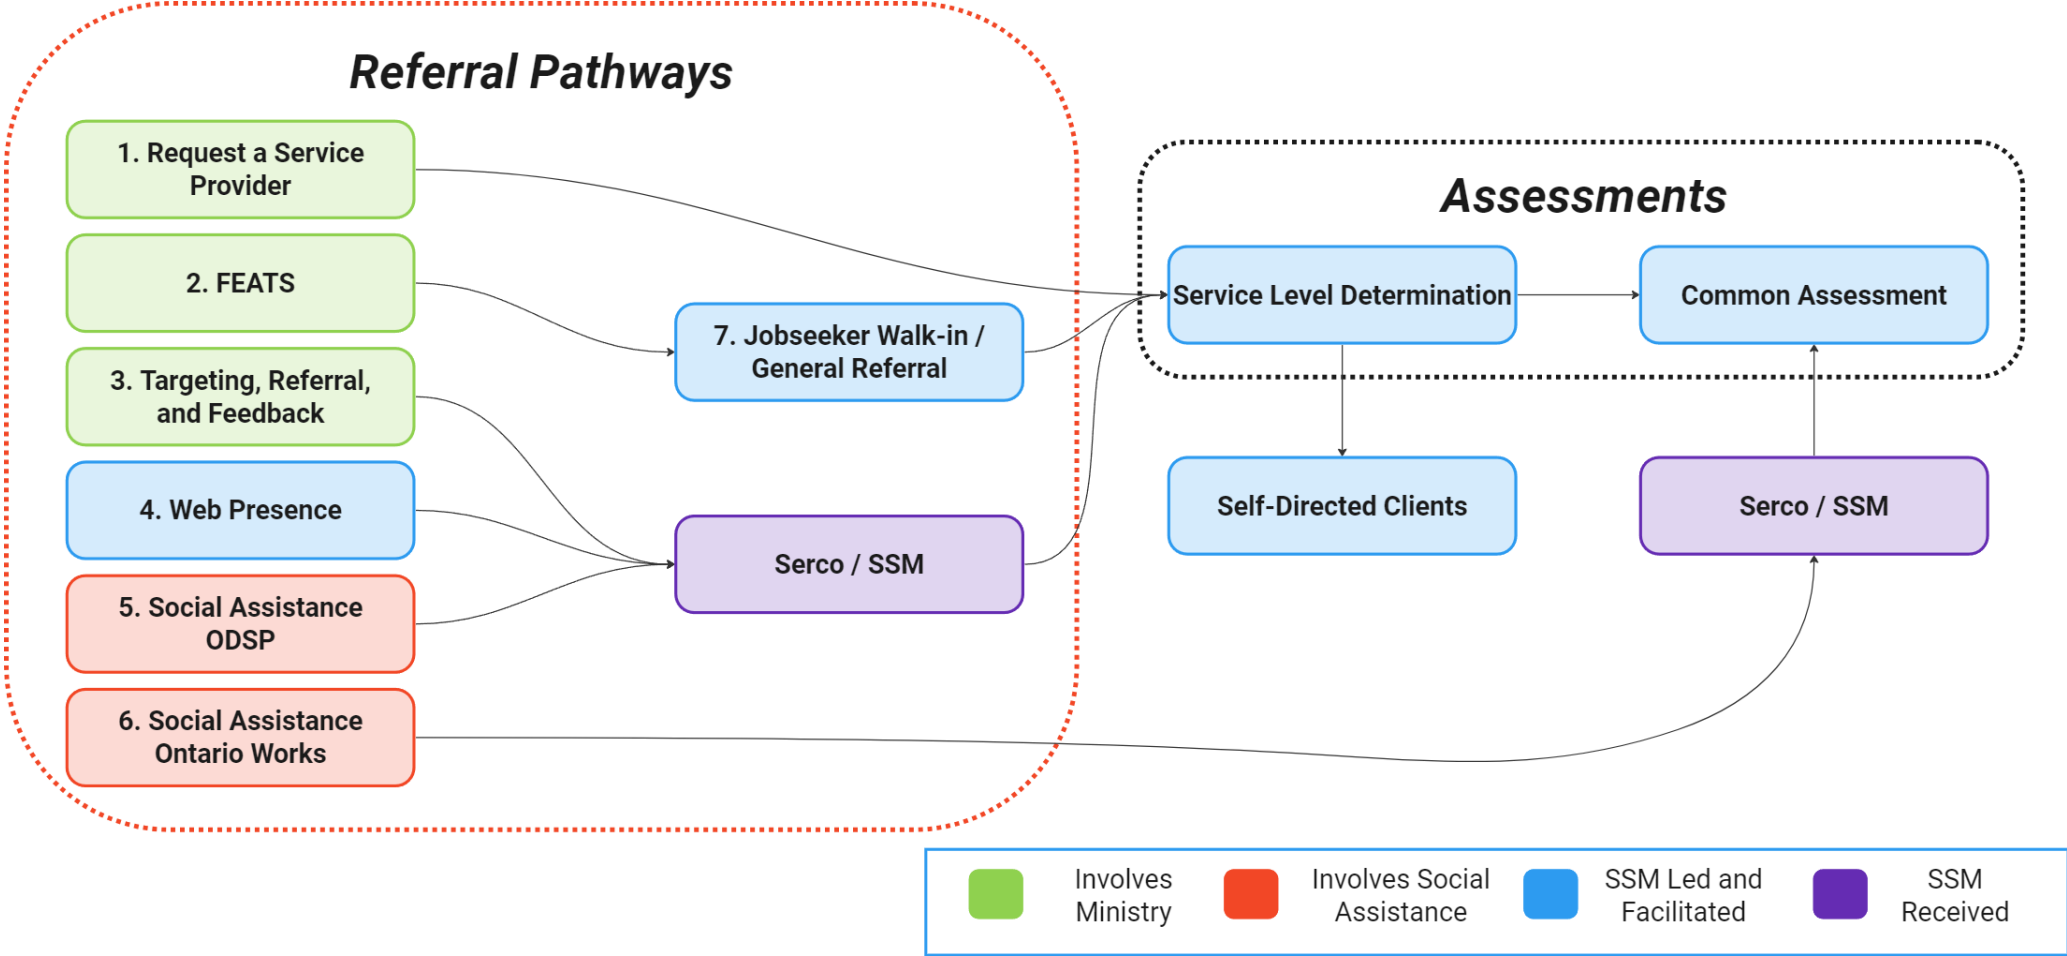 Referral Pathways
1. Request a Service
Provider
2. FEATS
3. Targeting, Referral,
and Feedback
4. Web Presence
5. Social Assistance
ODSP
6. Social Assistance
Ontario Works
7. Jobseeker Walk-in /
General Referral
Serco / SSM
Assessments
Service Level Determination
Common Assessment
Self-Directed Clients
Serco / SSM
Involves
Ministry
Involves Social
Assistance
SSM Led and
Facilitated
SSM
Received